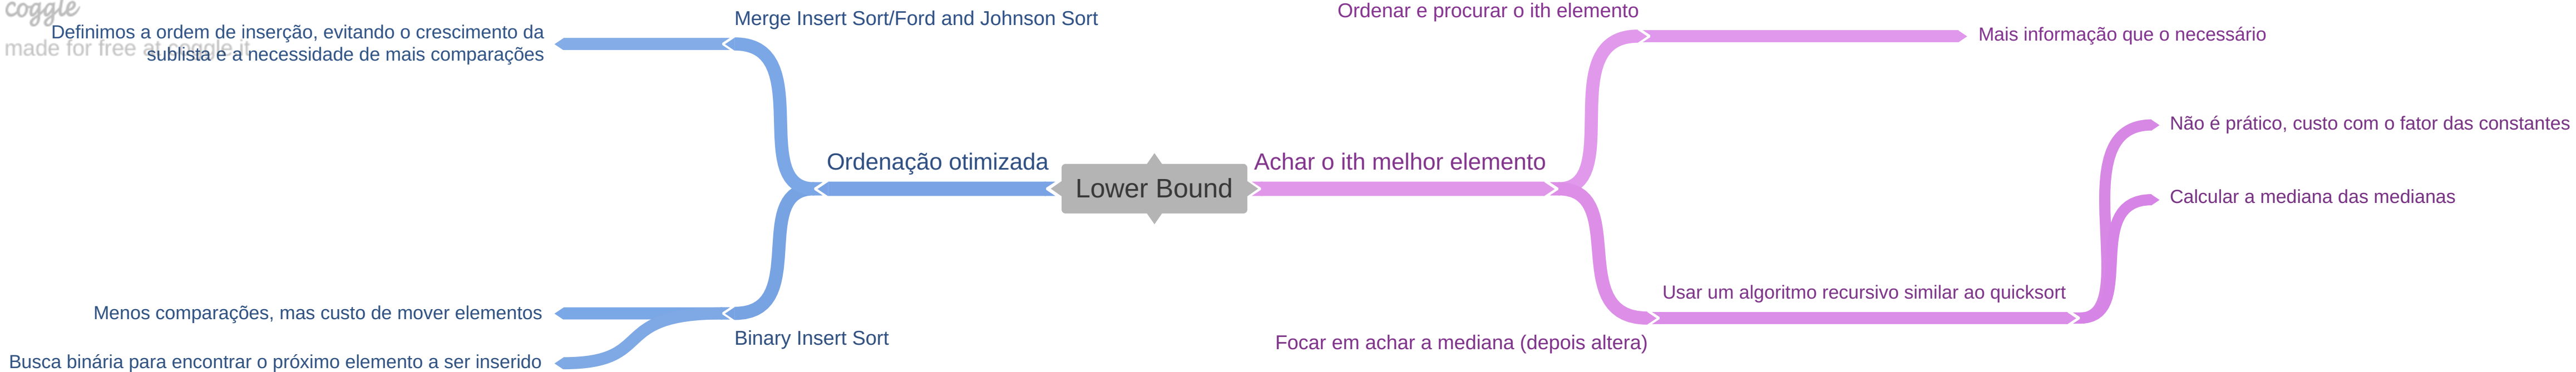 coggle
made for free at coggle.it
Merge Insert Sort/Ford and Johnson Sort
Definimos a ordem de inserção, evitando o crescimento da
sublista e a necessidade de mais comparações
Ordenação otimizada
Menos comparações, mas custo de mover elementos
Binary Insert Sort
Busca binária para encontrar o próximo elemento a ser inserido
Lower Bound
Achar o ith melhor elemento
Ordenar e procurar o ith elemento
Mais informação que o necessário
Não é prático, custo com o fator das constantes
Calcular a mediana das medianas
Usar um algoritmo recursivo similar ao quicksort
Focar em achar a mediana (depois altera)